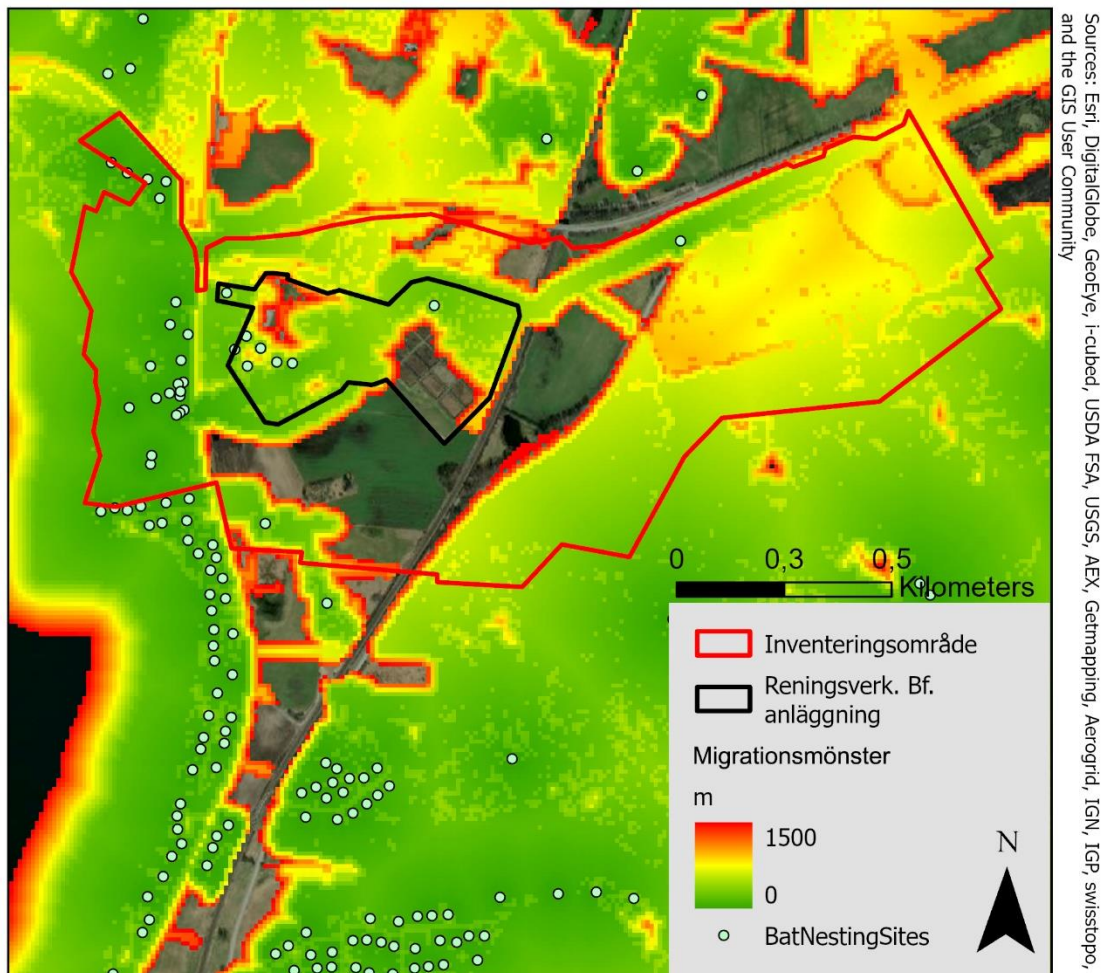 Sources: Esri, DigitalGlobe, GeoEye, i-cubed, USDA FSA, USGS, AEX, Getmapping, Aerogrid, IGN, IGP, swisstopo,
and the GIS User Community
0 0,3 0,5
Kilometers
Inventeringsområde
Reningsverk. Bf.
anläggning
Migrationsmönster
m
1500
0
BatNestingSites
N